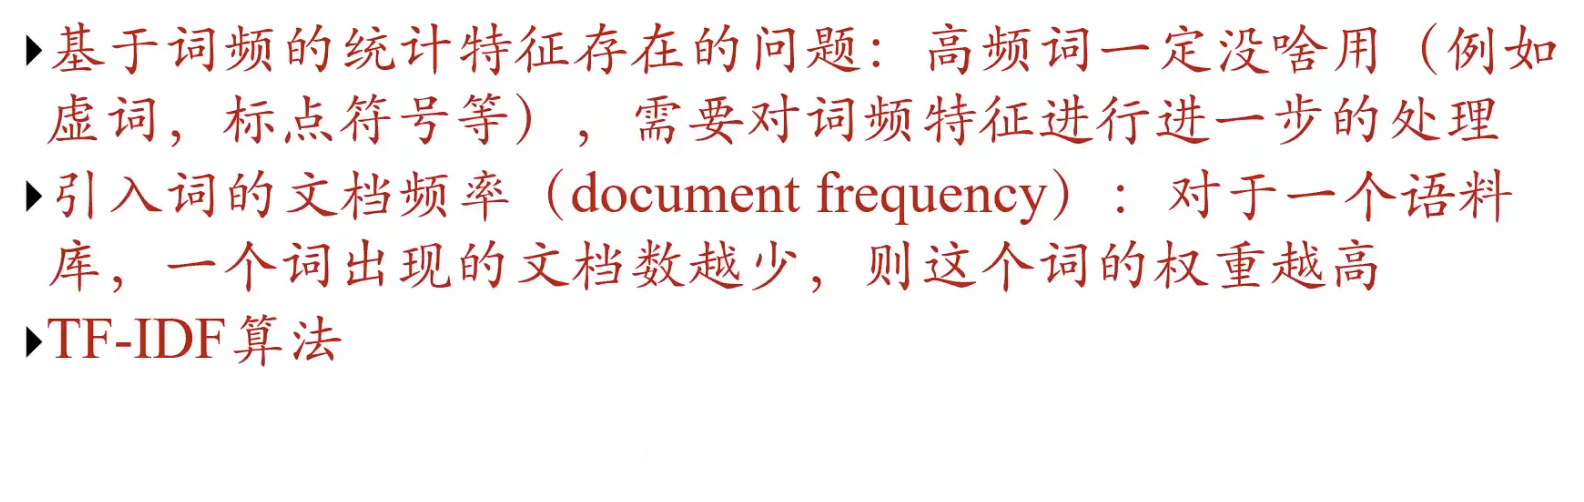 基于词频的统计特征存在的问题：高频词一定没啥用（例如
虚词，标点符号等），需要对词频特征进行进一步的处理
引入词的文档频率（document frequency）：对于一个语料
库，一个词出现的文档数越少，则这个词的权重越高
TF-IDF算法